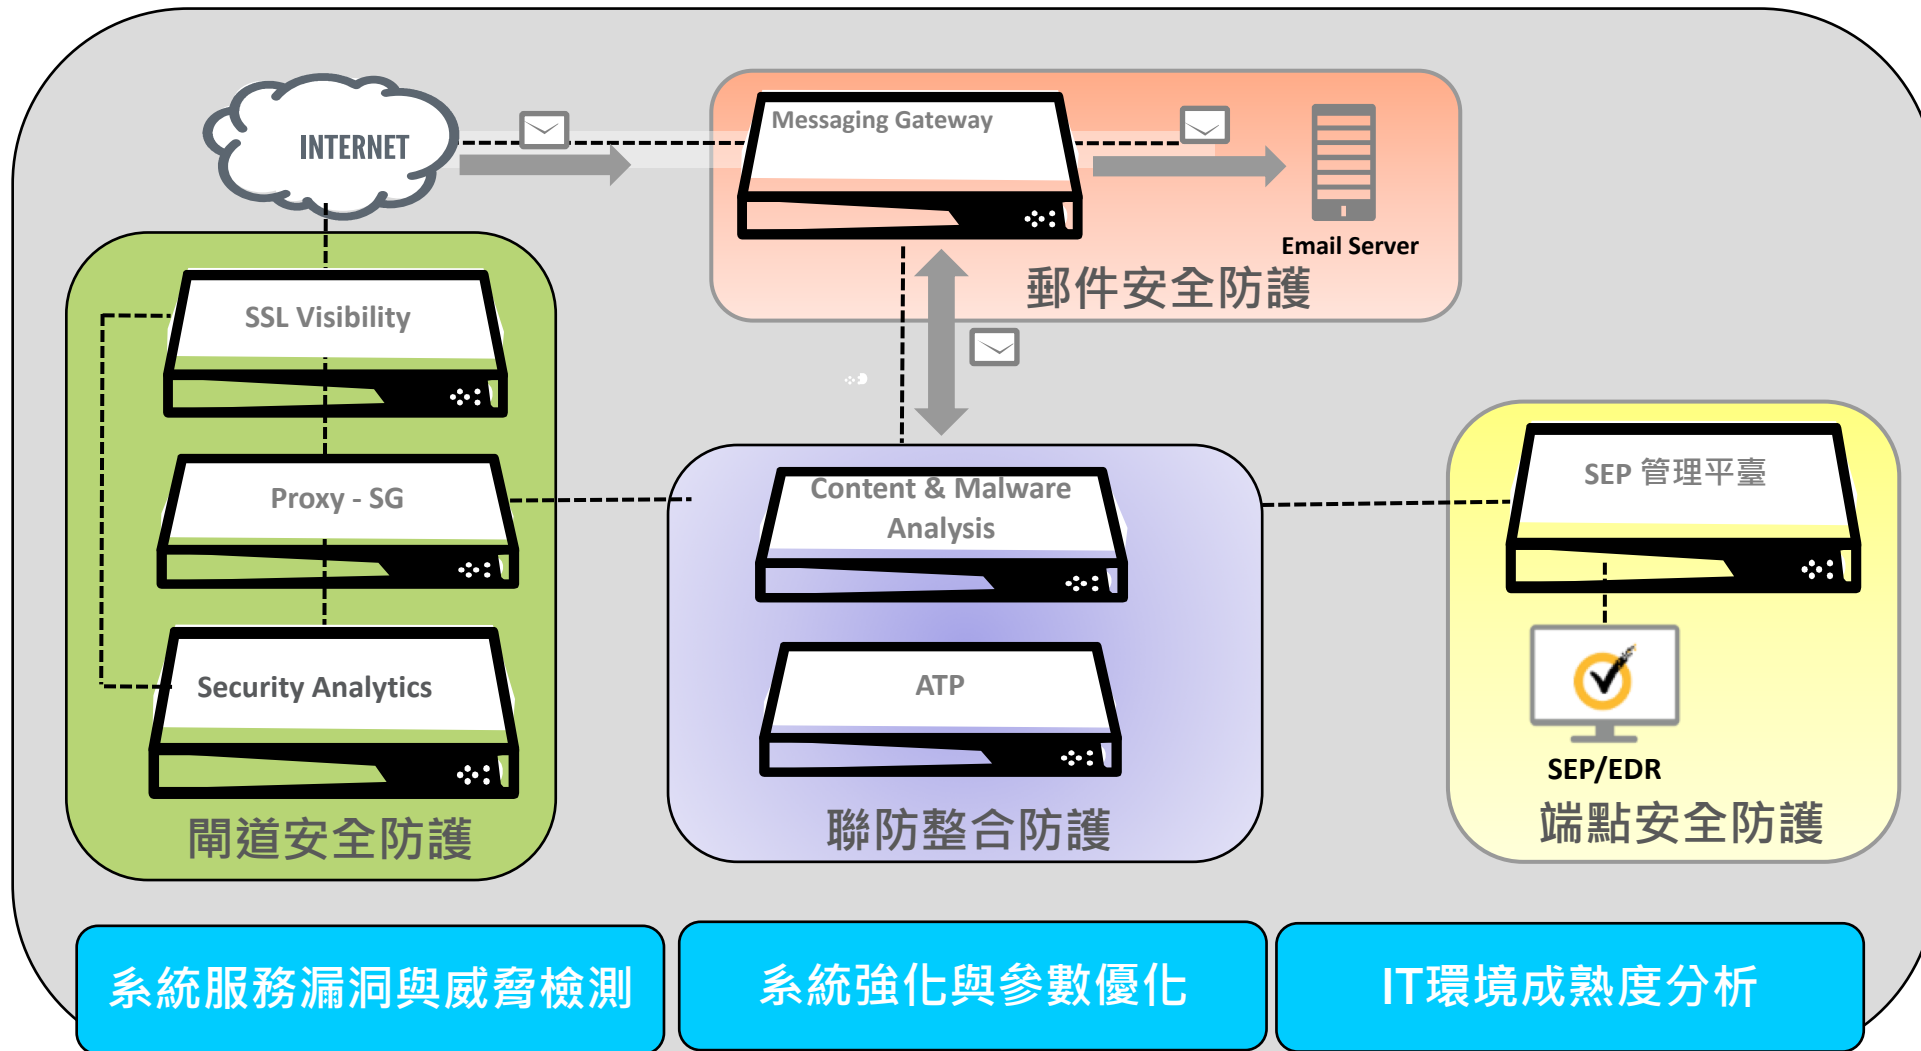 INTERNET
Messaging Gateway
Email Server
郵件安全防護
SSL Visibility
Proxy - SG
Security Analytics
閘道安全防護
Content & Malware
Analysis
ATP
聯防整合防護
SEP 管理平臺
SEP/EDR
端點安全防護
系統服務漏洞與威脅檢測
系統強化與參數優化
IT環境成熟度分析